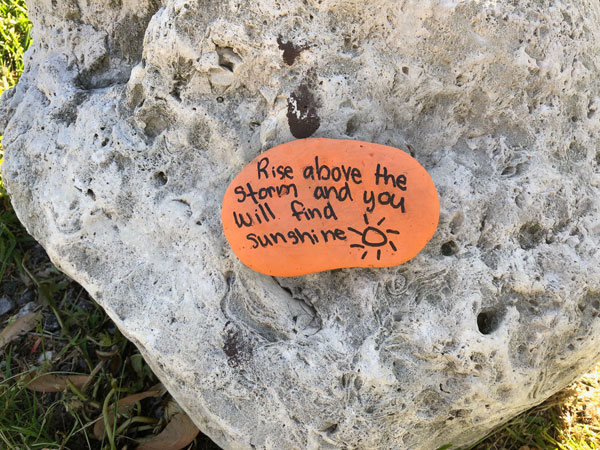 Rise above the
storm and you
will find
sunshine